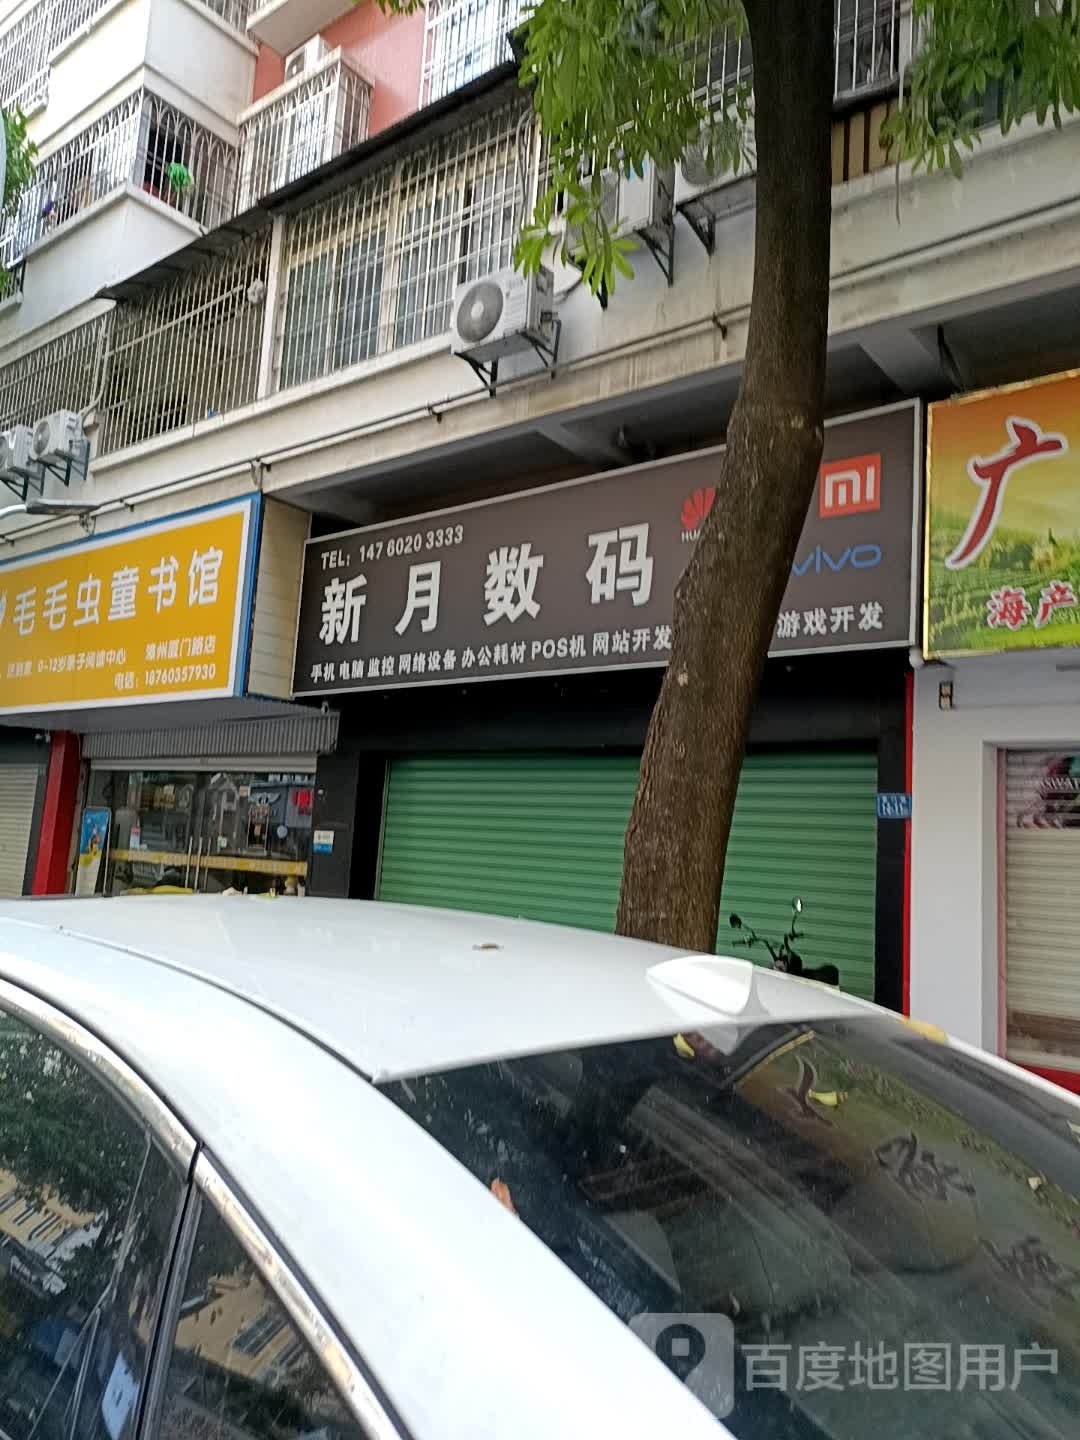 毛毛虫童书馆
0-12岁亲子阅读中心
漳州厦门路店
电话：18760357930
TEL：147 6020 3333
新月数码
手机 电脑 监控 网络设备 办公耗材 POS机 网站开发
游戏开发
HU
mi
vivo
广
海产
百度地图用户